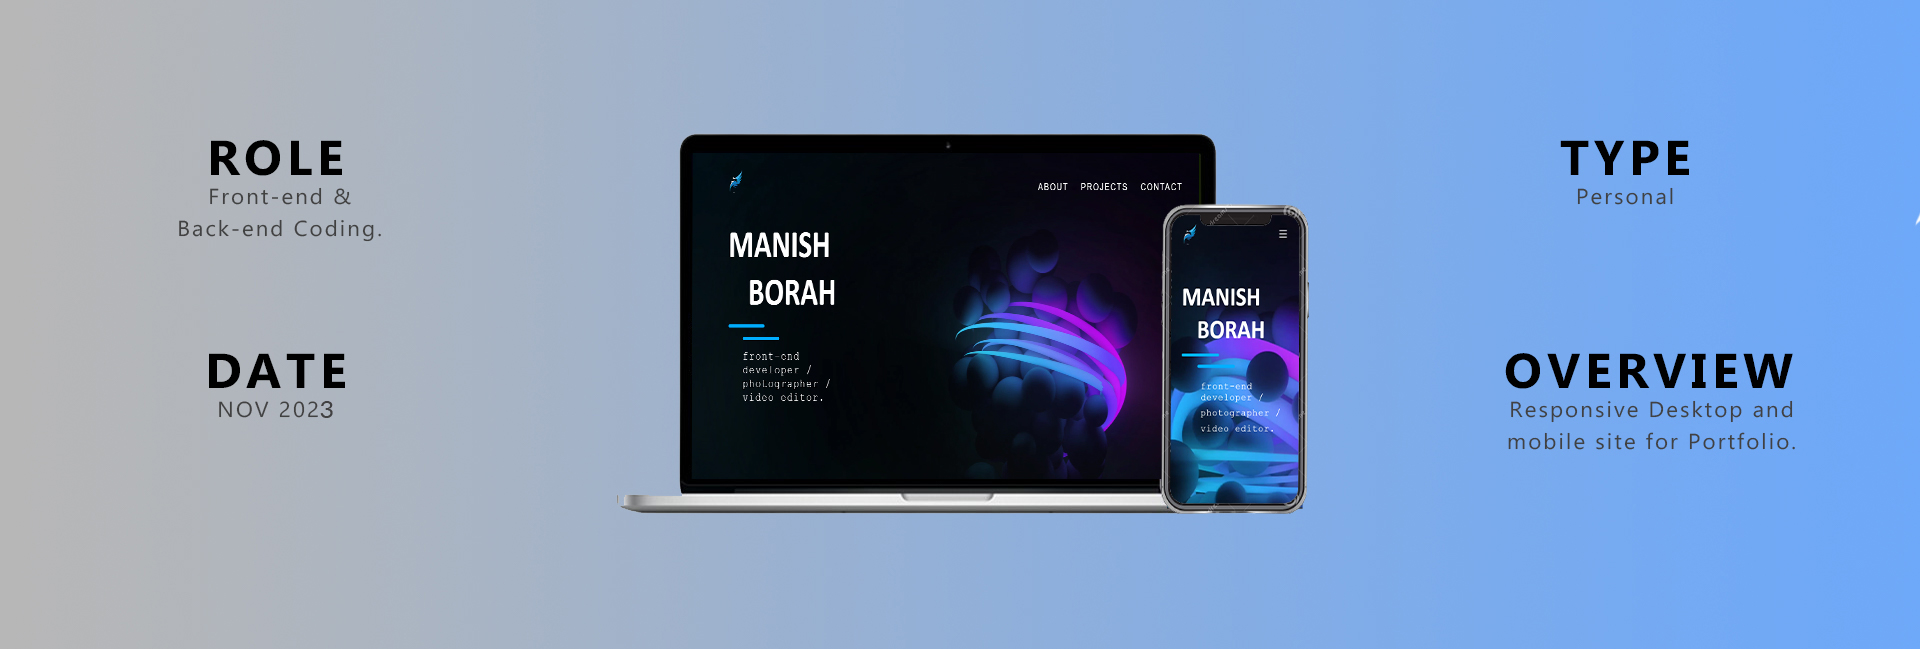 ROLE
Front-end &
Back-end Coding.
DATE
NOV 2023
ABOUT PROJECTS CONTACT
MANISH
BORAH
front-end
developer /
photographer /
video editor.
MANISH
BORAH
front-end
developer /
photographer /
video editor.
TYPE
Personal
OVERVIEW
Responsive Desktop and
mobile site for Portfolio.